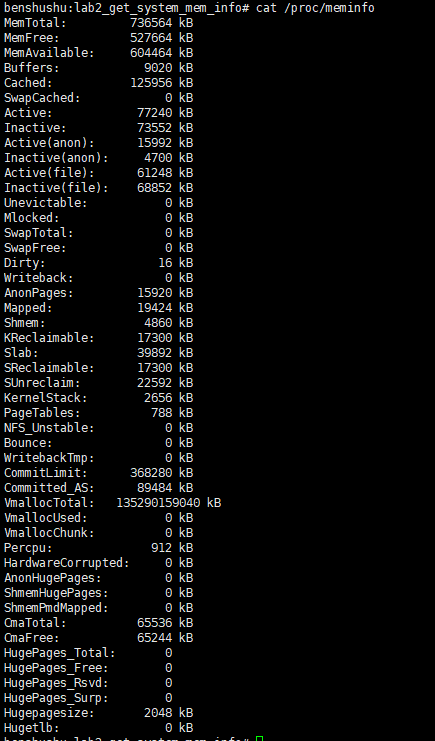 benshushu:lab2_get_system_mem_info# cat /proc/meminfo
MemTotal: 736564 kB
MemFree: 527664 kB
MemAvailable: 604464 kB
Buffers: 9020 kB
Cached: 125956 kB
SwapCached: 0 kB
Active: 77240 kB
Inactive: 73552 kB
Active(anon): 15992 kB
Inactive(anon): 4700 kB
Active(file): 61248 kB
Inactive(file): 68852 kB
Unevictable: 0 kB
Mlocked: 0 kB
SwapTotal: 0 kB
SwapFree: 0 kB
Dirty: 16 kB
Writeback: 0 kB
AnonPages: 15920 kB
Mapped: 19424 kB
Shmem: 4860 kB
KReclaimable: 17300 kB
Slab: 39892 kB
SReclaimable: 17300 kB
SUnreclaim: 22592 kB
KernelStack: 2656 kB
PageTables: 788 kB
NFS_Unstable: 0 kB
Bounce: 0 kB
WritebackTmp: 0 kB
CommitLimit: 368280 kB
Committed_AS: 89484 kB
VmallocTotal: 135290159040 kB
VmallocUsed: 0 kB
VmallocChunk: 0 kB
Percpu: 912 kB
HardwareCorrupted: 0 kB
AnonHugePages: 0 kB
ShmemHugePages: 0 kB
ShmemPmdMapped: 0 kB
CmaTotal: 65536 kB
CmaFree: 65244 kB
HugePages_Total: 0
HugePages_Free: 0
HugePages_Rsvd: 0
HugePages_Surp: 0
Hugepagesize: 2048 kB
Hugetlb: 0 kB
benshushu:lab2_get_system_mem_info#